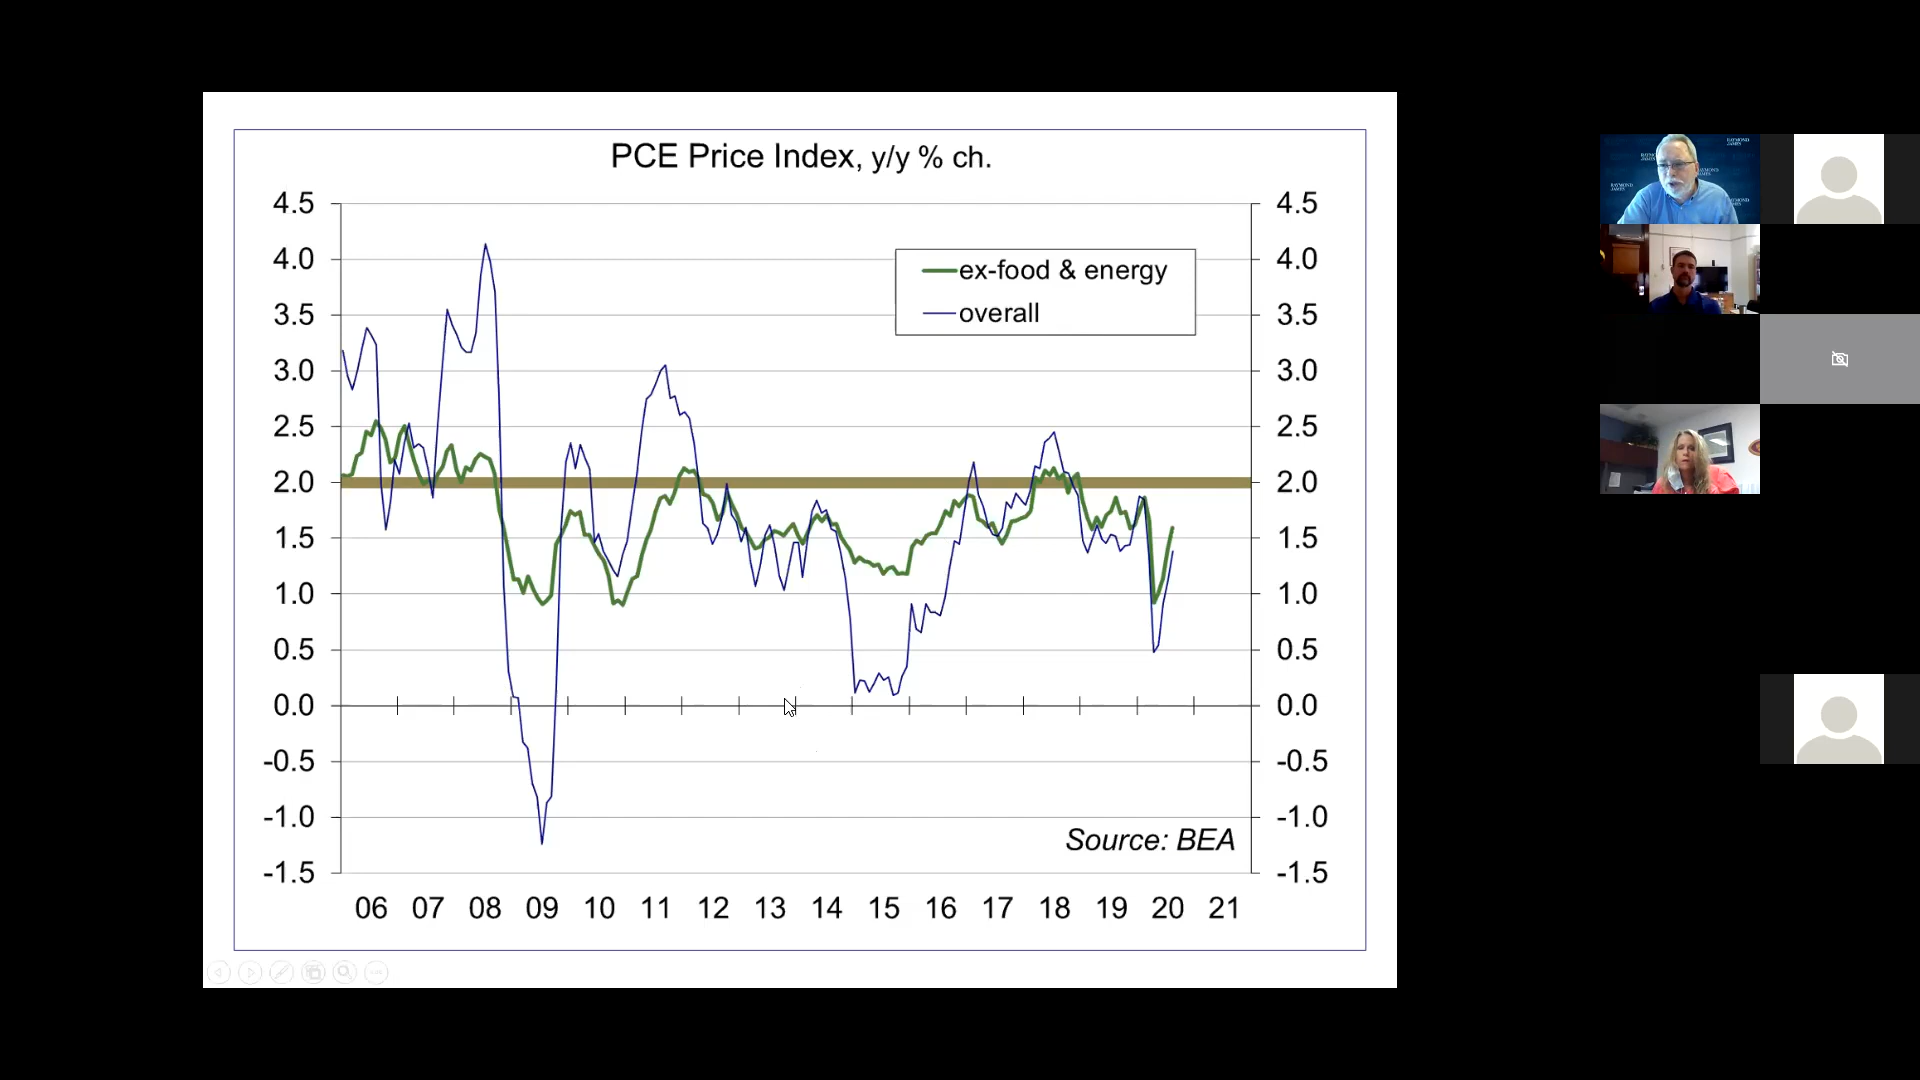 PCE Price Index, y/y % ch.
4.5 4.5
4.0 4.0
ex-food & energy
3.5 3.5
overall
3.0 3.0
2.5 2.5
2.0 2.0
1.5 1.5
1.0 1.0
0.5 0.5
0.0 0.0
-0.5 -0.5
-1.0 -1.0
Source: BEA
-1.5 -1.5
06 07 08 09 10 11 12 13 14 15 16 17 18 19 20 21
RAYMOND
JAMES